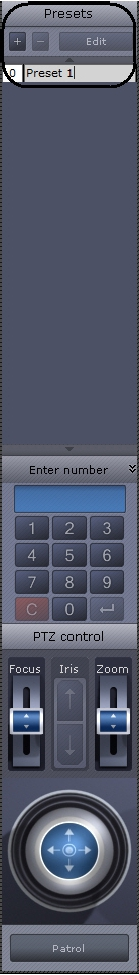 Presets
+ − Edit
0 Preset 1
Enter number
1 2 3
4 5 6
7 8 9
C 0
PTZ control
Focus Iris Zoom
Patrol